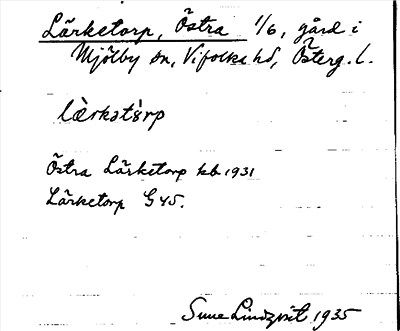 Lärketorp, Östra 1/6, gård i
Mjölby sn, Vifolka hd, Österg. l.
lærkstårp
Östra Lärketorp kb 1931
Lärketorp G 45.
Sune Lindqvist 1935